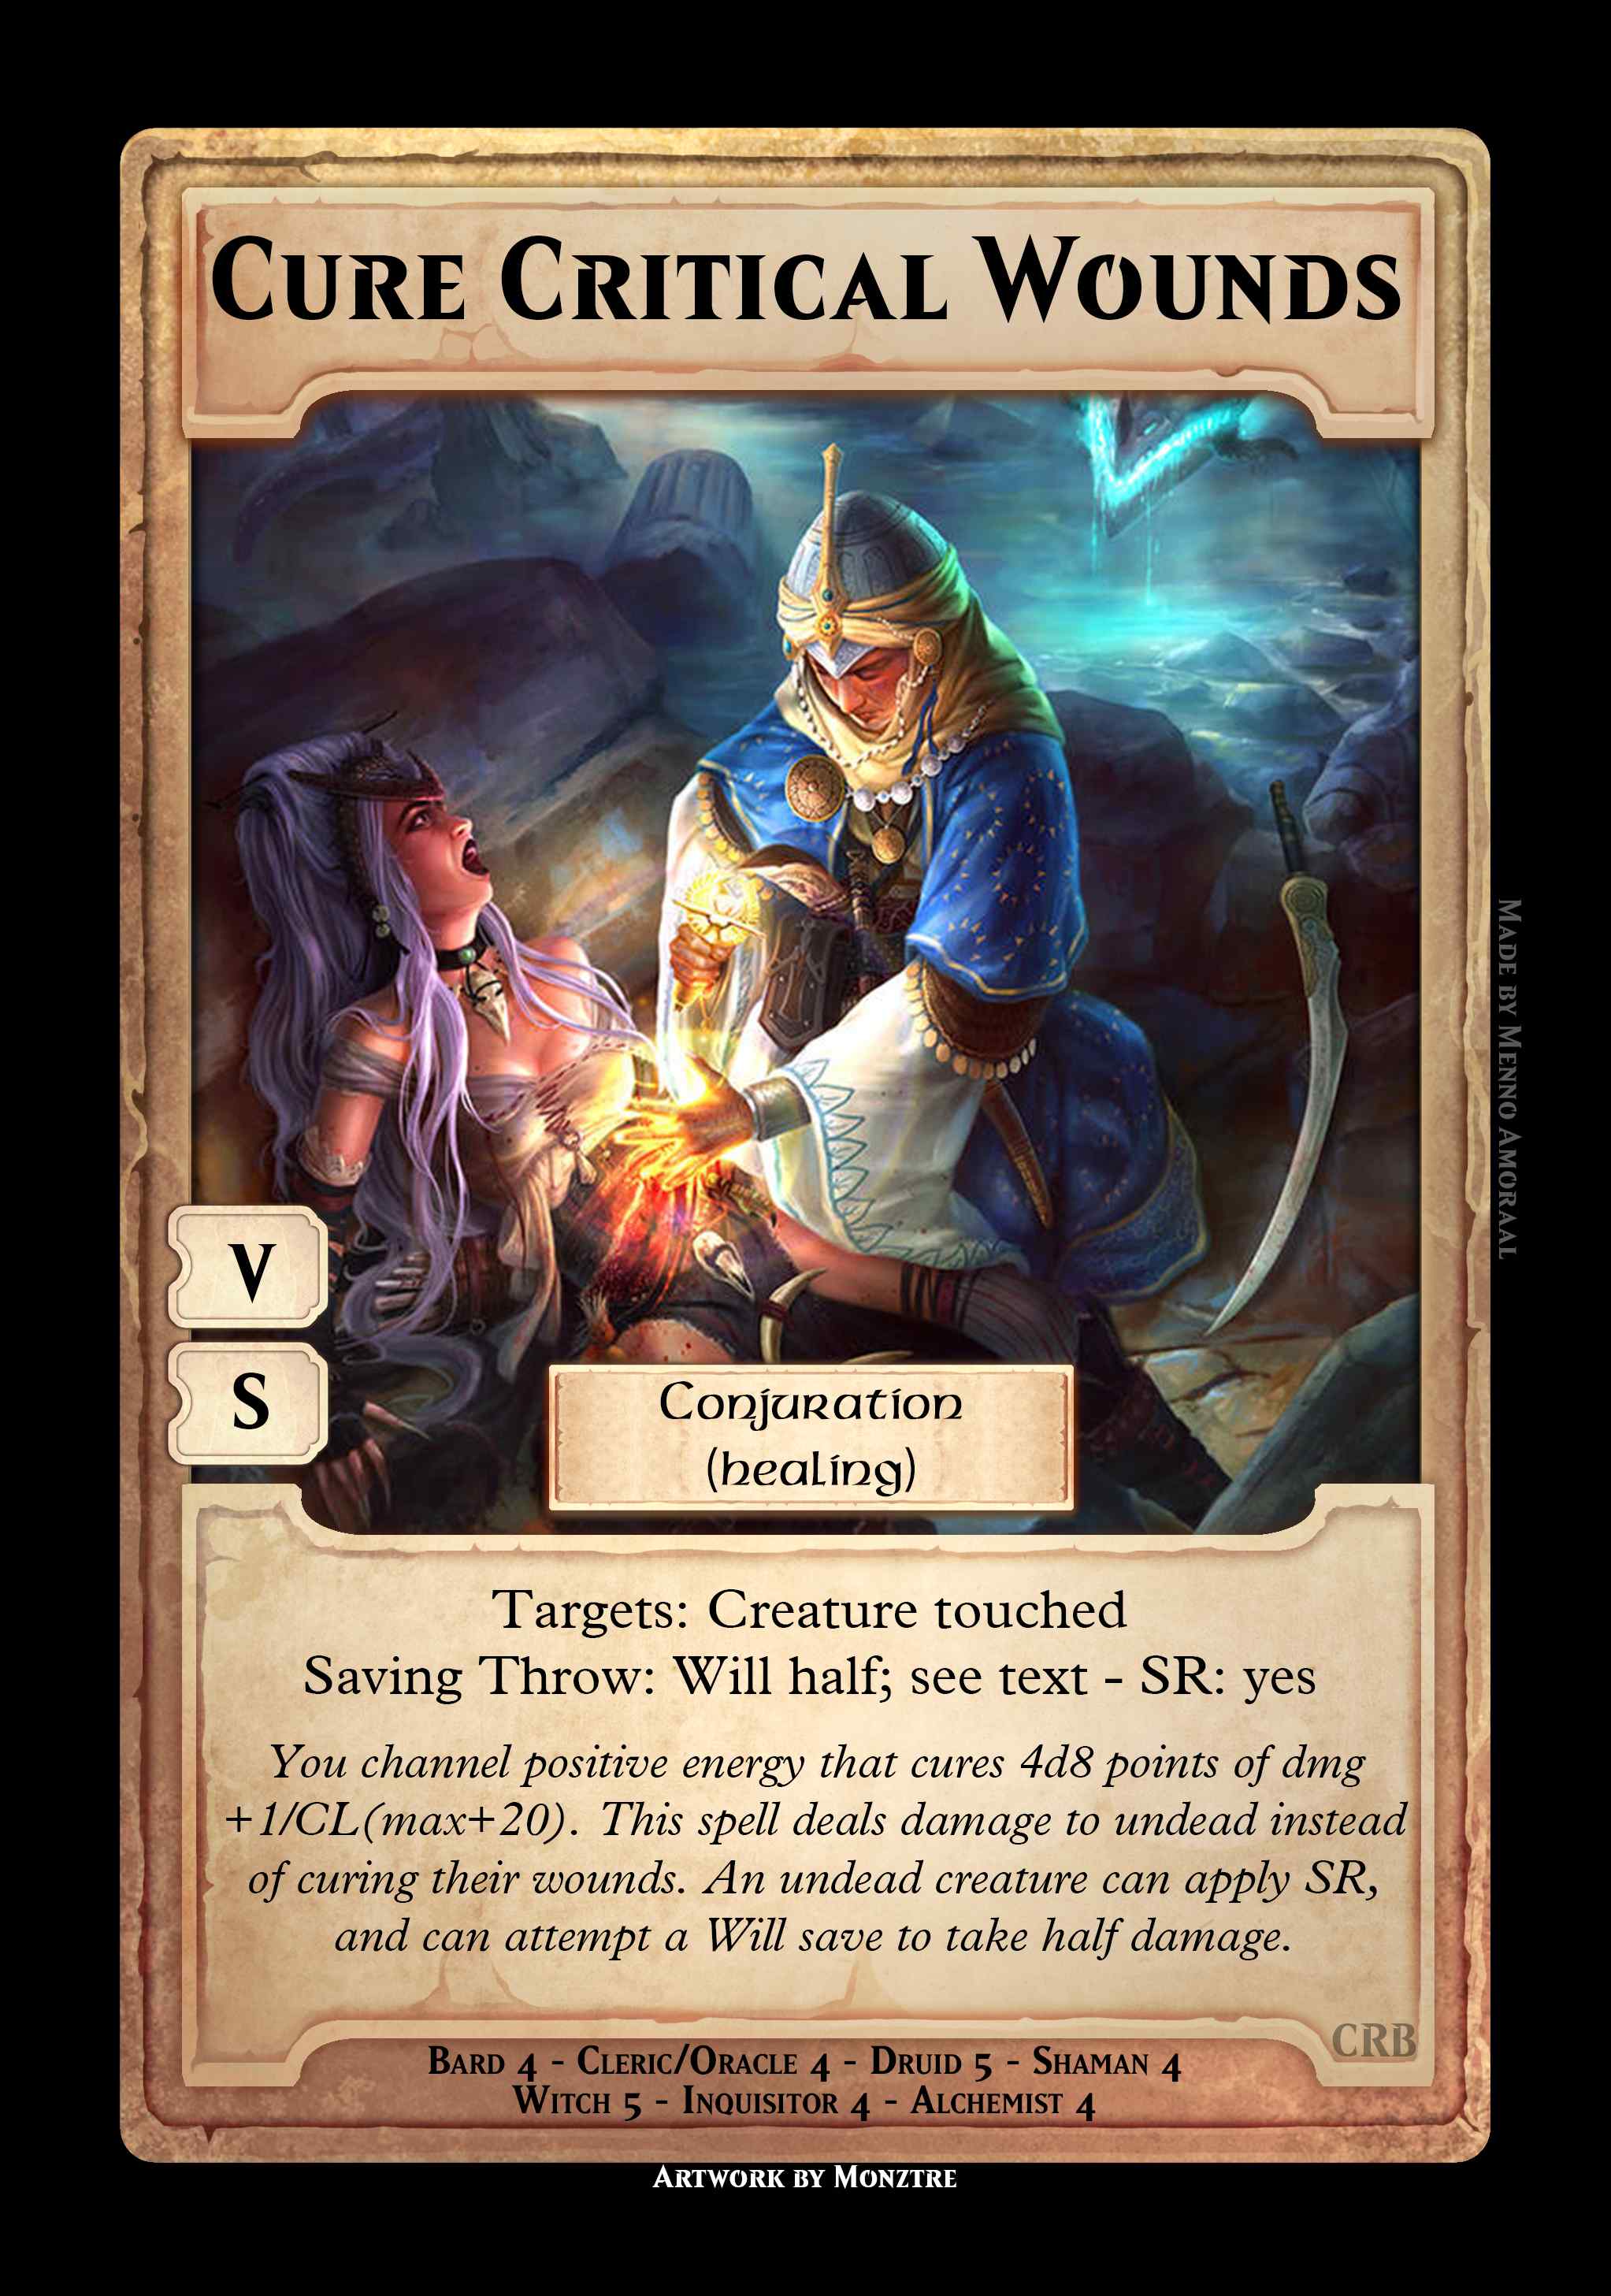 Cure Critical Wounds
Made by Menno Amoraal
V
S
Conjuration
(healing)
Targets: Creature touched
Saving Throw: Will half; see text - SR: yes
You channel positive energy that cures 4d8 points of dmg
+1/CL(max+20). This spell deals damage to undead instead
of curing their wounds. An undead creature can apply SR,
and can attempt a Will save to take half damage.
CRB
Bard 4 - Cleric/Oracle 4 - Druid 5 - Shaman 4
Witch 5 - Inquisitor 4 - Alchemist 4
Artwork by Monztre